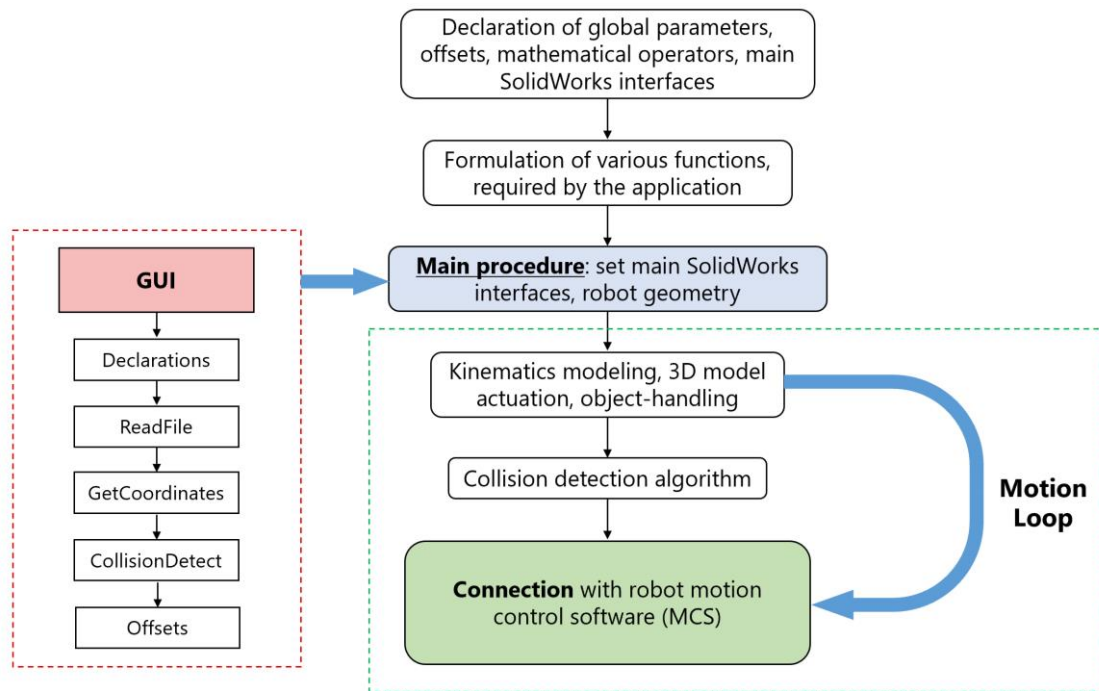 Declaration of global parameters,
offsets, mathematical operators, main
SolidWorks interfaces
Formulation of various functions,
required by the application
Main procedure: set main SolidWorks
interfaces, robot geometry
GUI
Declarations
ReadFile
GetCoordinates
CollisionDetect
Offsets
Kinematics modeling, 3D model
actuation, object-handling
Collision detection algorithm
Connection with robot motion
control software (MCS)
Motion
Loop